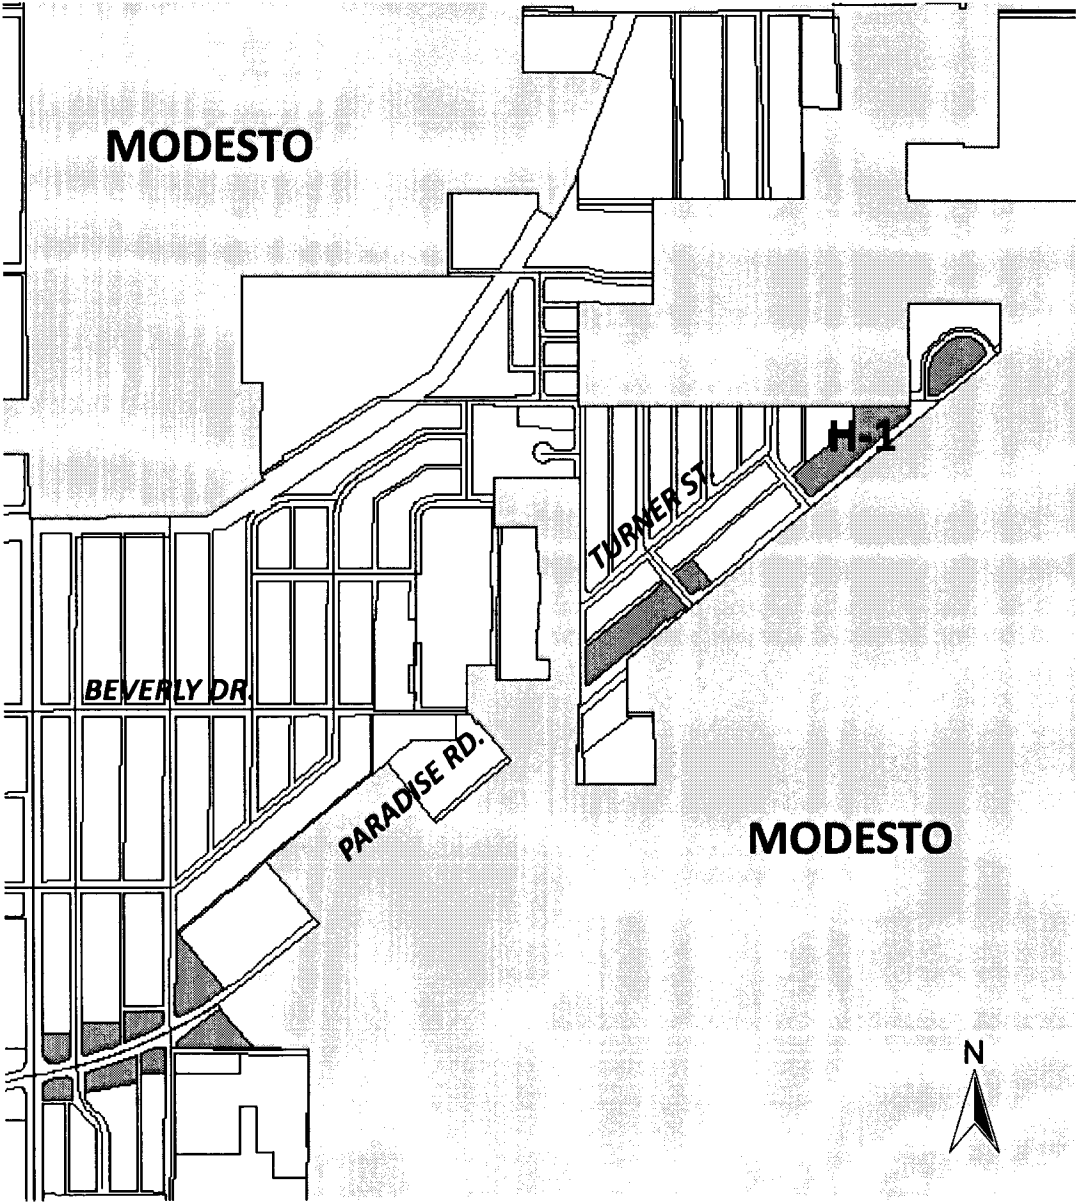 MODESTO
H-1
TURNER ST.
BEVERLY DR.
PARADISE RD.
MODESTO
N